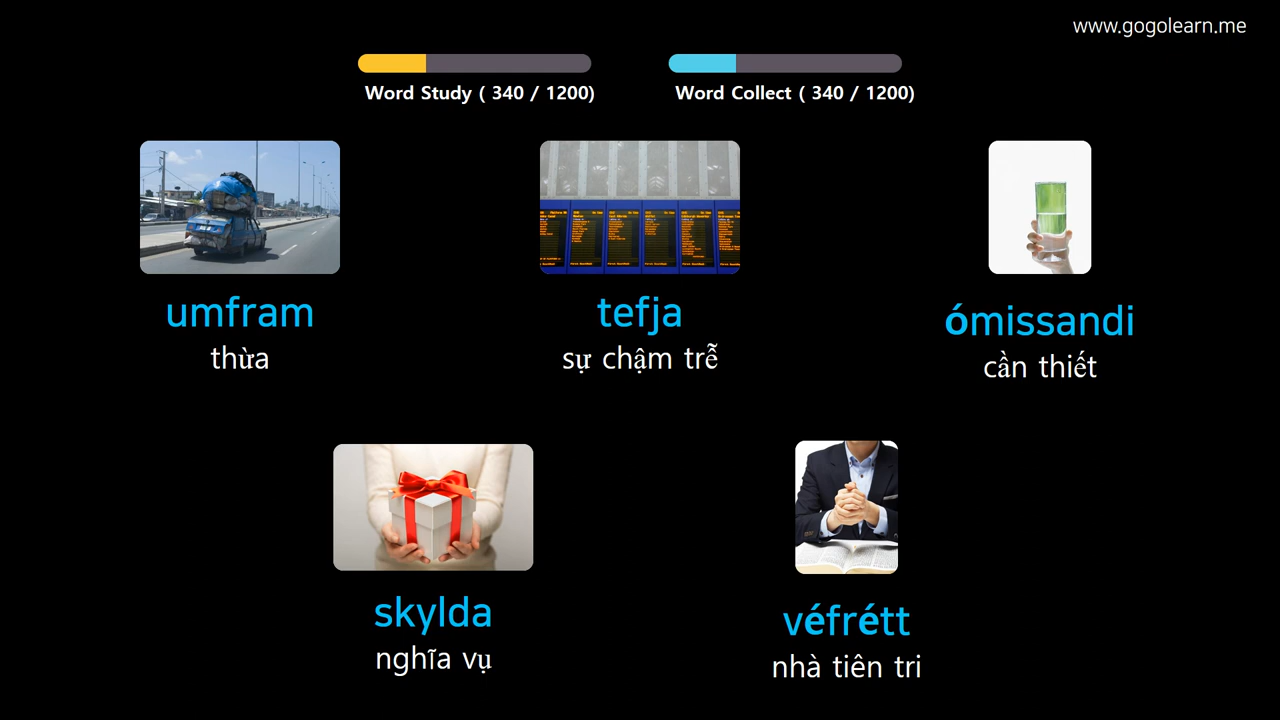 www.gogolearn.me
Word Study ( 340 / 1200)
Word Collect ( 340 / 1200)
umfram
thừa
tefja
sự chậm trễ
ómissandi
cần thiết
skylda
nghĩa vụ
véfrétt
nhà tiên tri